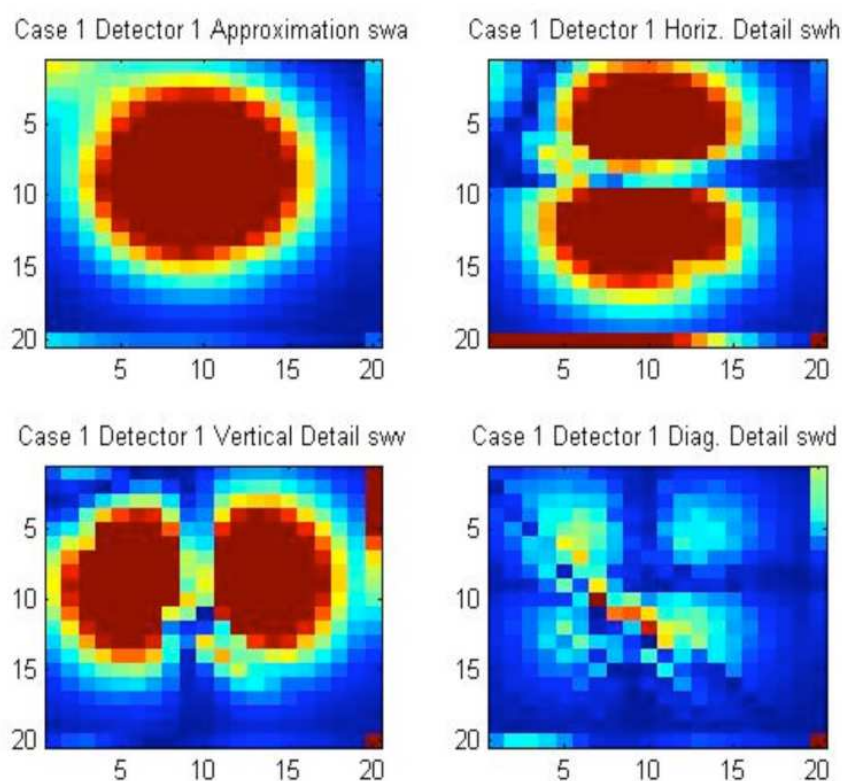 Case 1 Detector 1 Approximation swa
5
10
15
20
5 10 15 20
Case 1 Detector 1 Horiz. Detail swh
5
10
15
20
5 10 15 20
Case 1 Detector 1 Vertical Detail swv
5
10
15
20
5 10 15 20
Case 1 Detector 1 Diag. Detail swd
5
10
15
20
5 10 15 20